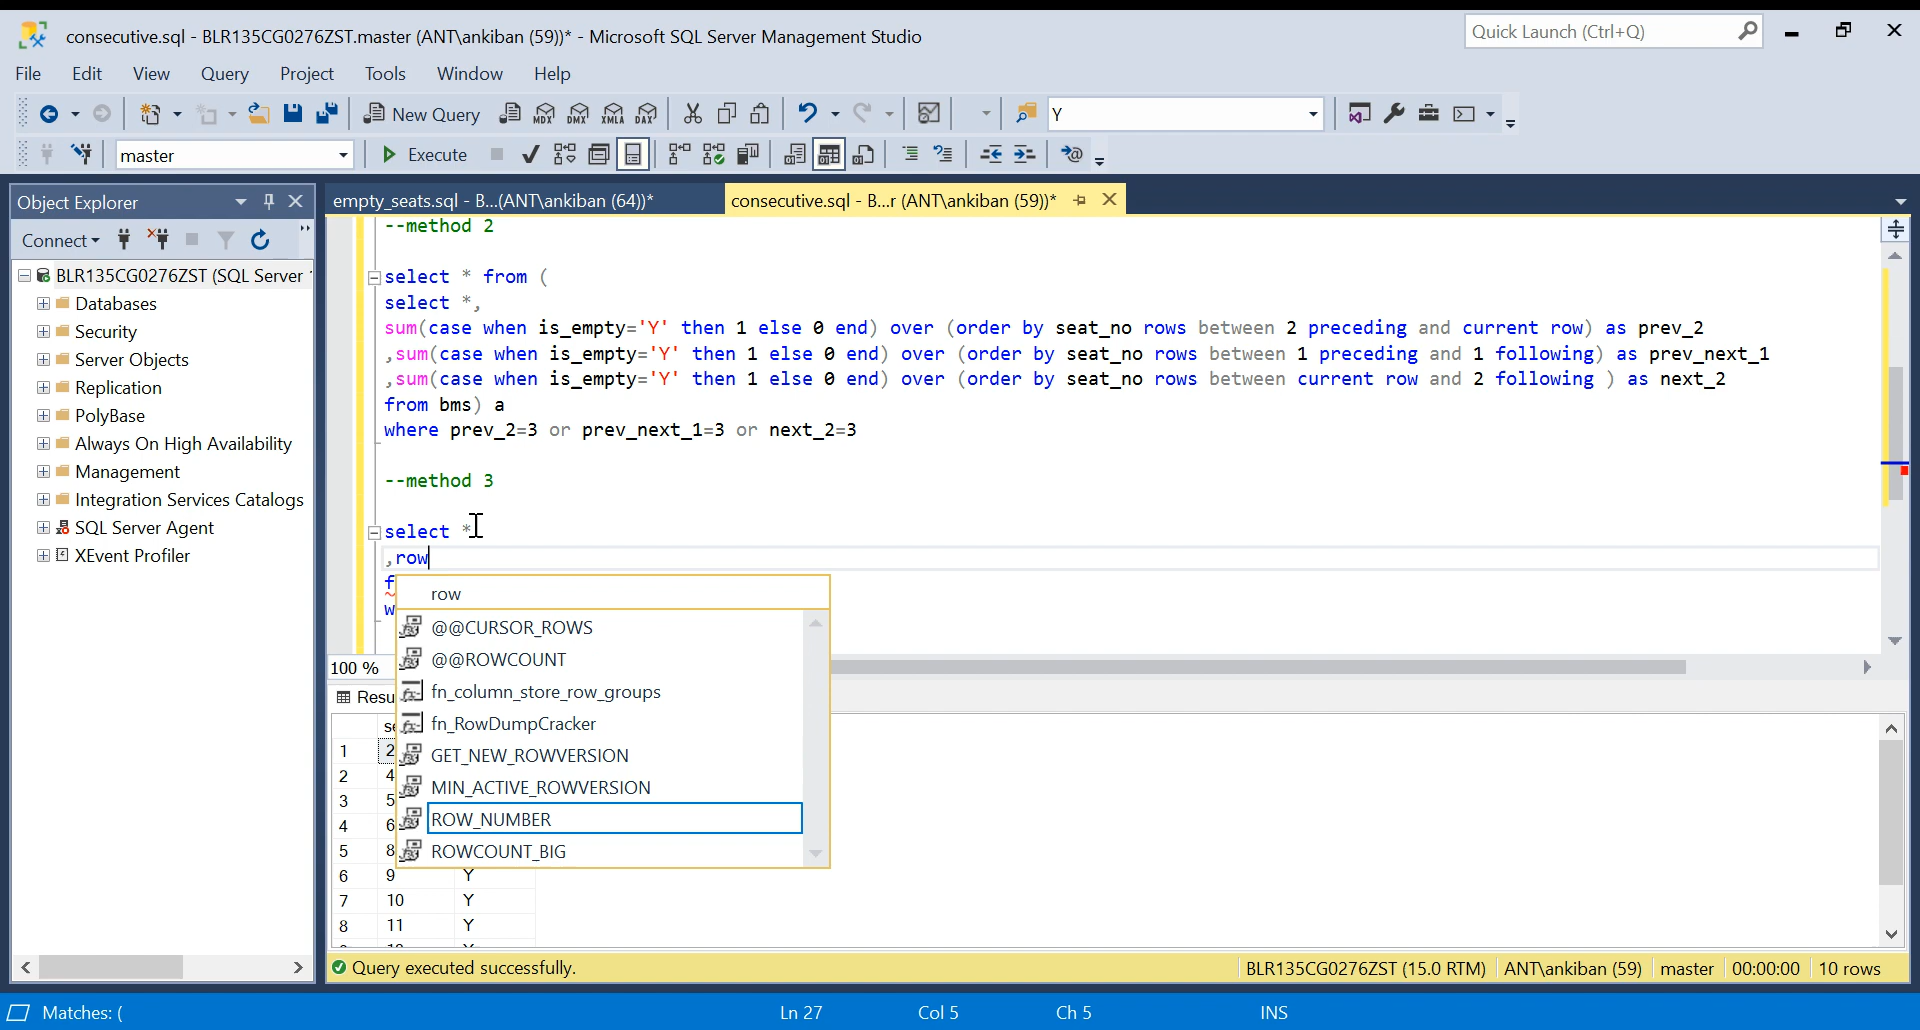 consecutive.sql - BLR135CG0276ZST.master (ANT\ankiban (59))* - Microsoft SQL Server Management Studio
Quick Launch (Ctrl+Q)
File Edit View Query Project Tools Window Help
New Query MDX DMX XMLA DAX Y
master Execute
Object Explorer
empty_seats.sql - B...(ANT\ankiban (64))*
consecutive.sql - B...r (ANT\ankiban (59))*
Connect
BLR135CG0276ZST (SQL Server
Databases
Security
Server Objects
Replication
PolyBase
Always On High Availability
Management
Integration Services Catalogs
SQL Server Agent
XEvent Profiler
--method 2
select * from (
select *,
sum(case when is_empty='Y' then 1 else 0 end) over (order by seat_no rows between 2 preceding and current row) as prev_2
,sum(case when is_empty='Y' then 1 else 0 end) over (order by seat_no rows between 1 preceding and 1 following) as prev_next_1
,sum(case when is_empty='Y' then 1 else 0 end) over (order by seat_no rows between current row and 2 following ) as next_2
from bms) a
where prev_2=3 or prev_next_1=3 or next_2=3
--method 3
select *
,row
f
w
row
@@CURSOR_ROWS
@@ROWCOUNT
fn_column_store_row_groups
fn_RowDumpCracker
GET_NEW_ROWVERSION
MIN_ACTIVE_ROWVERSION
ROW_NUMBER
ROWCOUNT_BIG
100 %
Resu
se
1 2
2 4
3 5
4 6
5 8
6 9 Y
7 10 Y
8 11 Y
Query executed successfully.
BLR135CG0276ZST (15.0 RTM) ANT\ankiban (59) master 00:00:00 10 rows
Matches: (
Ln 27 Col 5 Ch 5 INS